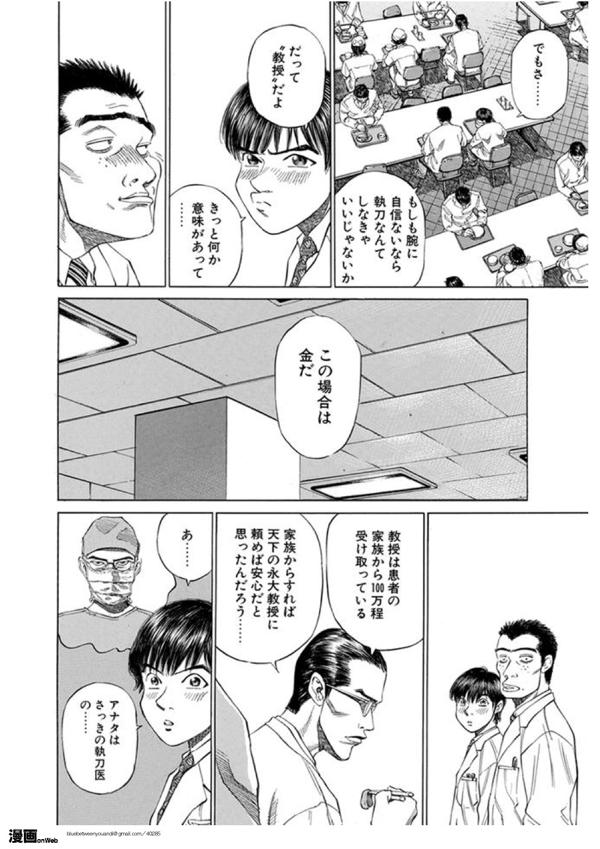 でもさ……
もしも腕に
自信ないなら
執刀なんて
しなきゃ
いいじゃないか
だって
〝教授〟だよ
きっと何か
意味があって
……
この場合は
金だ
教授は患者の
家族から100万程
受け取っている
家族からすれば
天下の永大教授に
頼めば安心だと
思ったんだろう……
あ……
アナタは
さっきの執刀医
の……
漫画onWeb
bluebetweenyouandi@gmail.com/40285